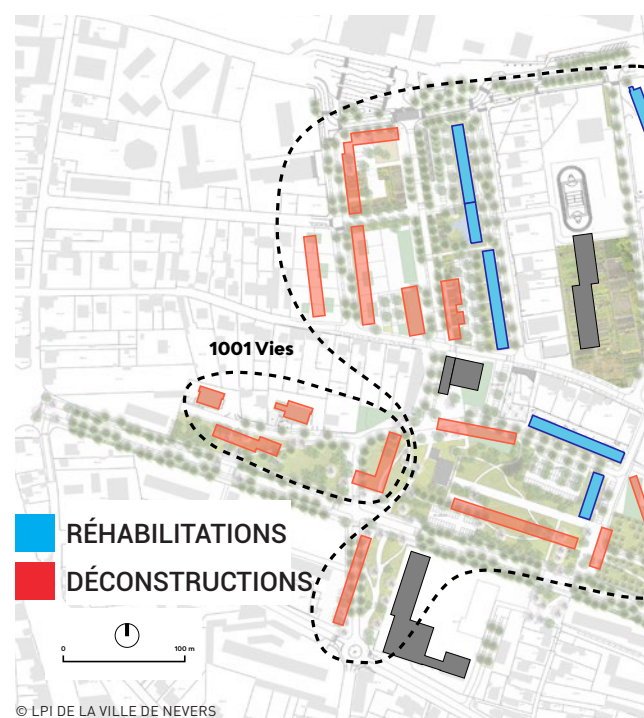 1001 Vies
RÉHABILITATIONS
DÉCONSTRUCTIONS
0 100 m
© LPI DE LA VILLE DE NEVERS